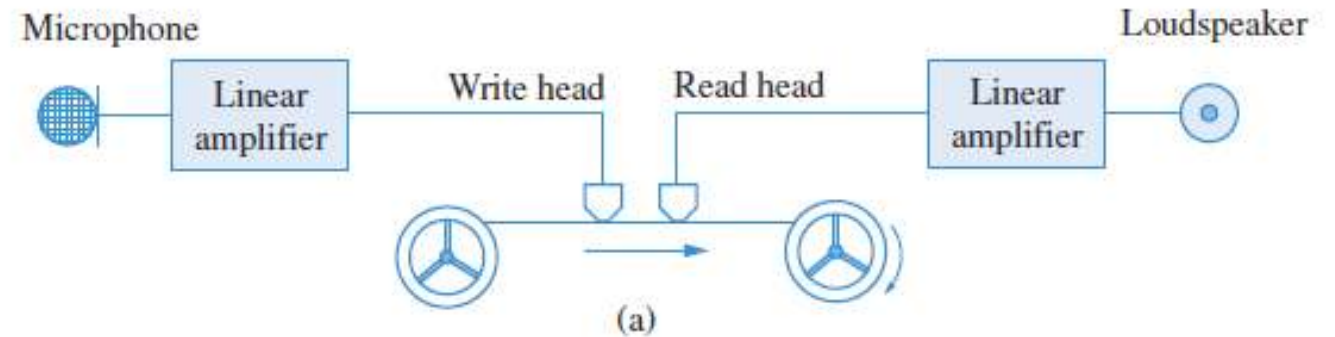 Microphone
Loudspeaker
Linear
amplifier
Write head
Read head
Linear
amplifier
(a)